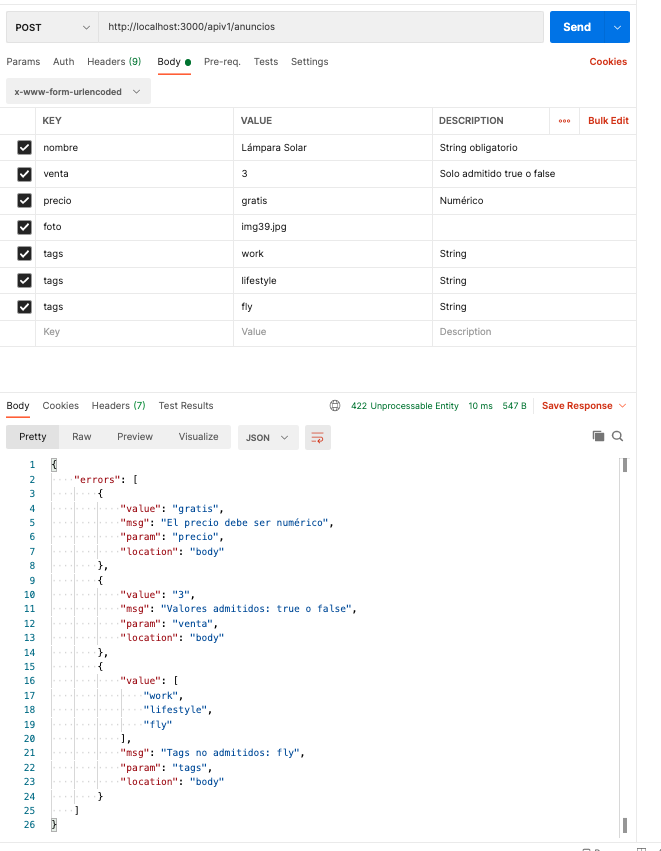 POST http://localhost:3000/apiv1/anuncios Send
Params Auth Headers (9) Body Pre-req. Tests Settings Cookies
x-www-form-urlencoded
KEY VALUE DESCRIPTION ••• Bulk Edit
nombre Lámpara Solar String obligatorio
venta 3 Solo admitido true o false
precio gratis Numérico
foto img39.jpg
tags work String
tags lifestyle String
tags fly String
Key Value Description
Body Cookies Headers (7) Test Results 422 Unprocessable Entity 10 ms 547 B Save Response
Pretty Raw Preview Visualize JSON
1 {
2 "errors": [
3 {
4 "value": "gratis",
5 "msg": "El precio debe ser numérico",
6 "param": "precio",
7 "location": "body"
8 },
9 {
10 "value": "3",
11 "msg": "Valores admitidos: true o false",
12 "param": "venta",
13 "location": "body"
14 },
15 {
16 "value": [
17 "work",
18 "lifestyle",
19 "fly"
20 ],
21 "msg": "Tags no admitidos: fly",
22 "param": "tags",
23 "location": "body"
24 }
25 ]
26 }